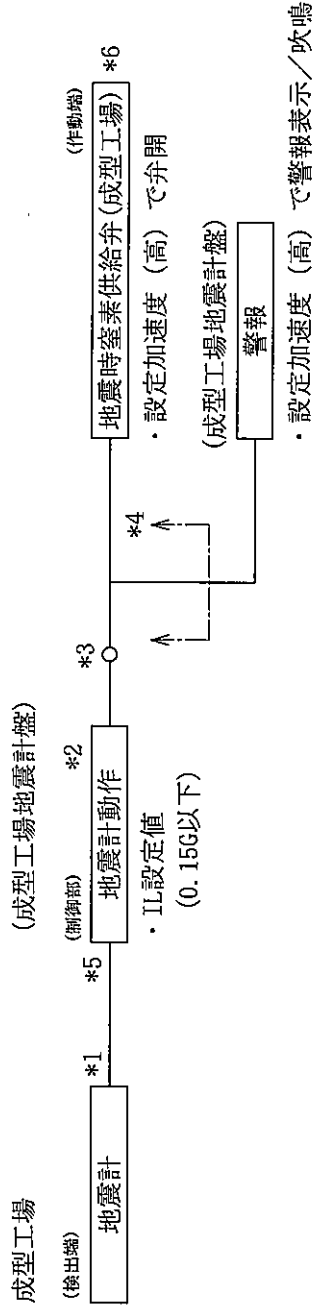 成型工場
(検出端)
地震計
*1
*5
(成型工場地震計盤)
(制御部)
*2
地震計動作
・IL設定値
(0.15G以下)
*3
*4
(作動端)
地震時窒素供給弁(成型工場)
*6
・設定加速度（高）で弁開
(成型工場地震計盤)
警報
・設定加速度（高）で警報表示／吹鳴